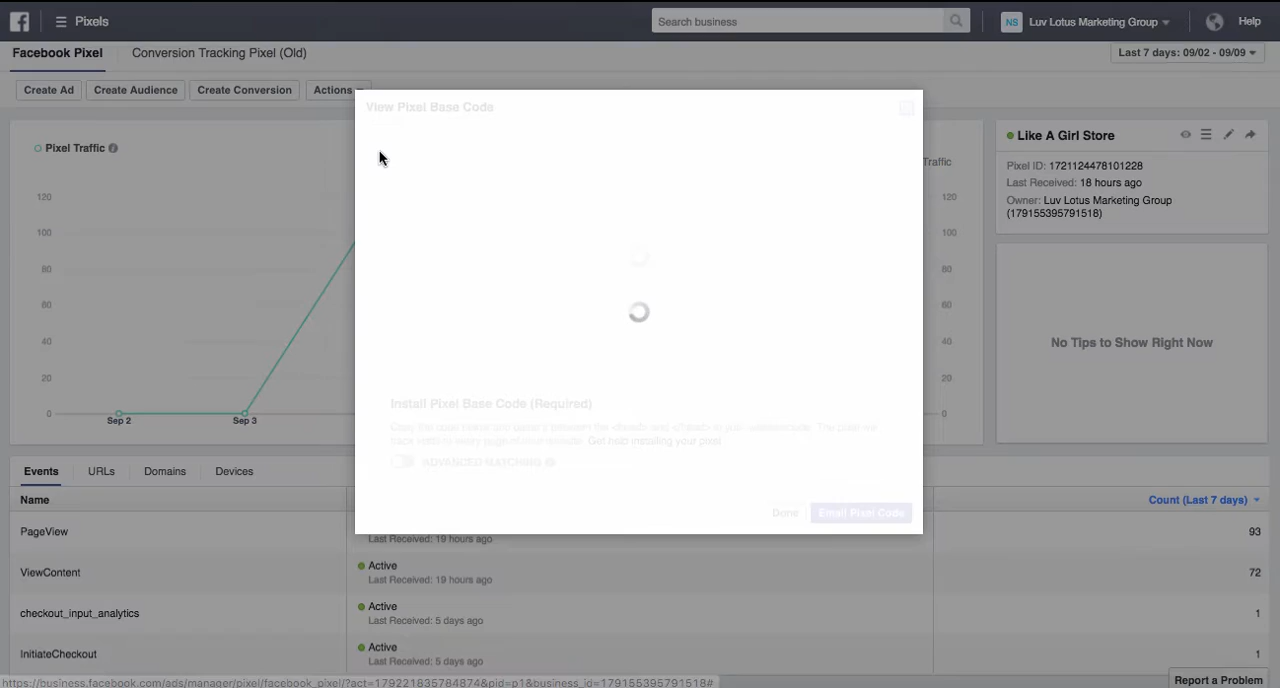 Pixels
Search business
NS
Luv Lotus Marketing Group
Help
Facebook Pixel
Conversion Tracking Pixel (Old)
Last 7 days: 09/02 - 09/09
Create Ad
Create Audience
Create Conversion
Actions
View Pixel Base Code
Pixel Traffic
Traffic
120
100
80
60
40
20
0
Sep 2
Sep 3
120
100
80
60
40
20
0
Like A Girl Store
Pixel ID: 1721124478101228
Last Received: 18 hours ago
Owner: Luv Lotus Marketing Group
(179155395791518)
No Tips to Show Right Now
Install Pixel Base Code (Required)
Get help installing your pixel
ADVANCED MATCHING
Done
Email Pixel Code
Events
URLs
Domains
Devices
Name
Count (Last 7 days)
PageView
Last Received: 19 hours ago
93
ViewContent
Active
Last Received: 19 hours ago
72
checkout_input_analytics
Active
Last Received: 5 days ago
1
InitiateCheckout
Active
Last Received: 5 days ago
1
https://business.facebook.com/ads/manager/pixel/facebook_pixel/?act=179221835784874&pid=p1&business_id=179155395791518#
Report a Problem